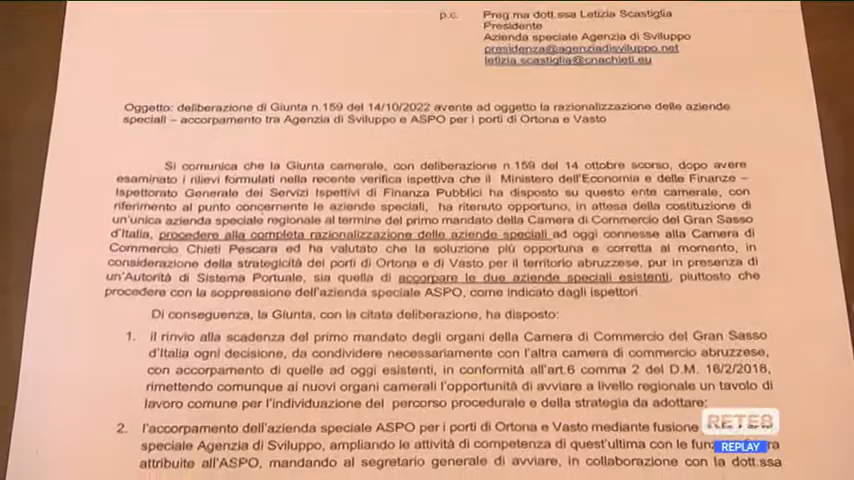 p.c. Preg.ma dott.ssa Letizia Scastiglia
Presidente
Azienda speciale Agenzia di Sviluppo
presidenza@agenziadisviluppo.net
letizia.scastiglia@cnachieti.eu
Oggetto: deliberazione di Giunta n.159 del 14/10/2022 avente ad oggetto la razionalizzazione delle aziende
speciali – accorpamento tra Agenzia di Sviluppo e ASPO per i porti di Ortona e Vasto
Si comunica che la Giunta camerale, con deliberazione n.159 del 14 ottobre scorso, dopo avere
esaminato i rilievi formulati nella recente verifica ispettiva che il Ministero dell'Economia e delle Finanze –
Ispettorato Generale dei Servizi Ispettivi di Finanza Pubblici ha disposto su questo ente camerale, con
riferimento al punto concernente le aziende speciali, ha ritenuto opportuno, in attesa della costituzione di
un'unica azienda speciale regionale al termine del primo mandato della Camera di Commercio del Gran Sasso
d'Italia, procedere alla completa razionalizzazione delle aziende speciali ad oggi connesse alla Camera di
Commercio Chieti Pescara ed ha valutato che la soluzione più opportuna e corretta al momento, in
considerazione della strategicità dei porti di Ortona e di Vasto per il territorio abruzzese, pur in presenza di
un'Autorità di Sistema Portuale, sia quella di accorpare le due aziende speciali esistenti, piuttosto che
procedere con la soppressione dell'azienda speciale ASPO, come indicato dagli ispettori.
Di conseguenza, la Giunta, con la citata deliberazione, ha disposto:
1. il rinvio alla scadenza del primo mandato degli organi della Camera di Commercio del Gran Sasso
d'Italia ogni decisione, da condividere necessariamente con l'altra camera di commercio abruzzese,
con accorpamento di quelle ad oggi esistenti, in conformità all'art.6 comma 2 del D.M. 16/2/2018,
rimettendo comunque ai nuovi organi camerali l'opportunità di avviare a livello regionale un tavolo di
lavoro comune per l'individuazione del percorso procedurale e della strategia da adottare;
2. l'accorpamento dell'azienda speciale ASPO per i porti di Ortona e Vasto mediante fusione
speciale Agenzia di Sviluppo, ampliando le attività di competenza di quest'ultima con le
attribuite all'ASPO, mandando al segretario generale di avviare, in collaborazione con la dott.ssa
RETE8
REPLAY